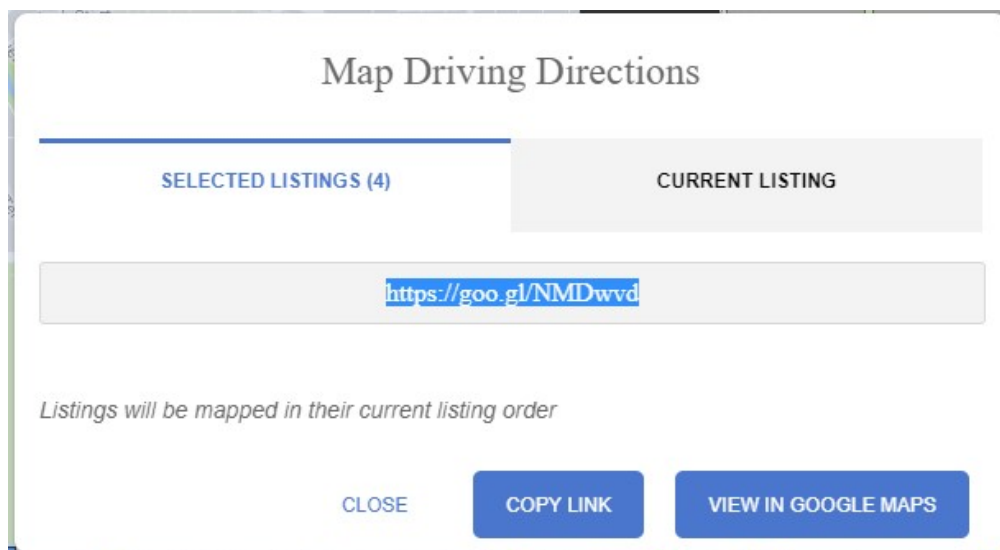 Map Driving Directions
SELECTED LISTINGS (4)
CURRENT LISTING
https://goo.gl/NMDwvd
Listings will be mapped in their current listing order
CLOSE
COPY LINK
VIEW IN GOOGLE MAPS